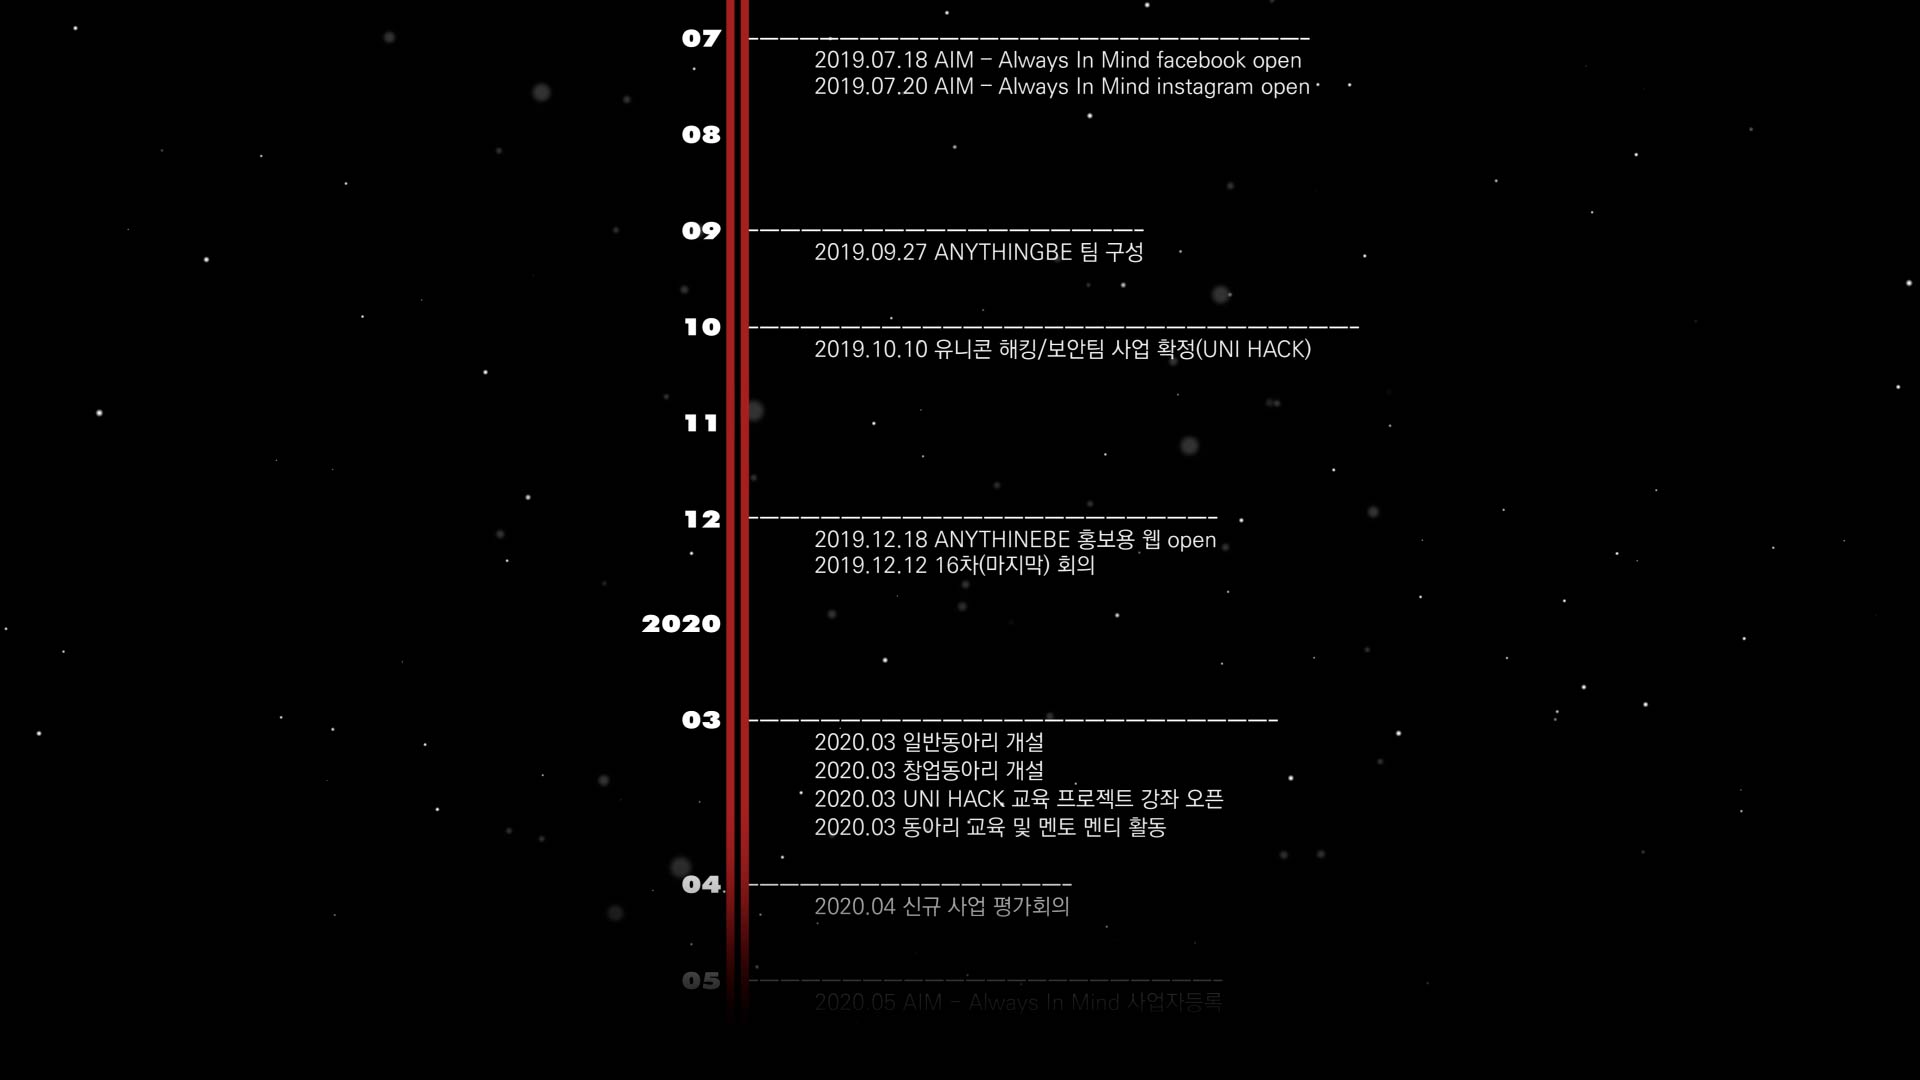 07
2019.07.18 AIM – Always In Mind facebook open
2019.07.20 AIM – Always In Mind instagram open
08
09
2019.09.27 ANYTHINGBE 팀 구성
10
2019.10.10 유니콘 해킹/보안팀 사업 확정(UNI HACK)
11
12
2019.12.18 ANYTHINEBE 홍보용 웹 open
2019.12.12 16차(마지막) 회의
2020
03
2020.03 일반동아리 개설
2020.03 창업동아리 개설
2020.03 UNI HACK 교육 프로젝트 강좌 오픈
2020.03 동아리 교육 및 멘토 멘티 활동
04
2020.04 신규 사업 평가회의
05
2020.05 AIM – Always In Mind 사업자등록